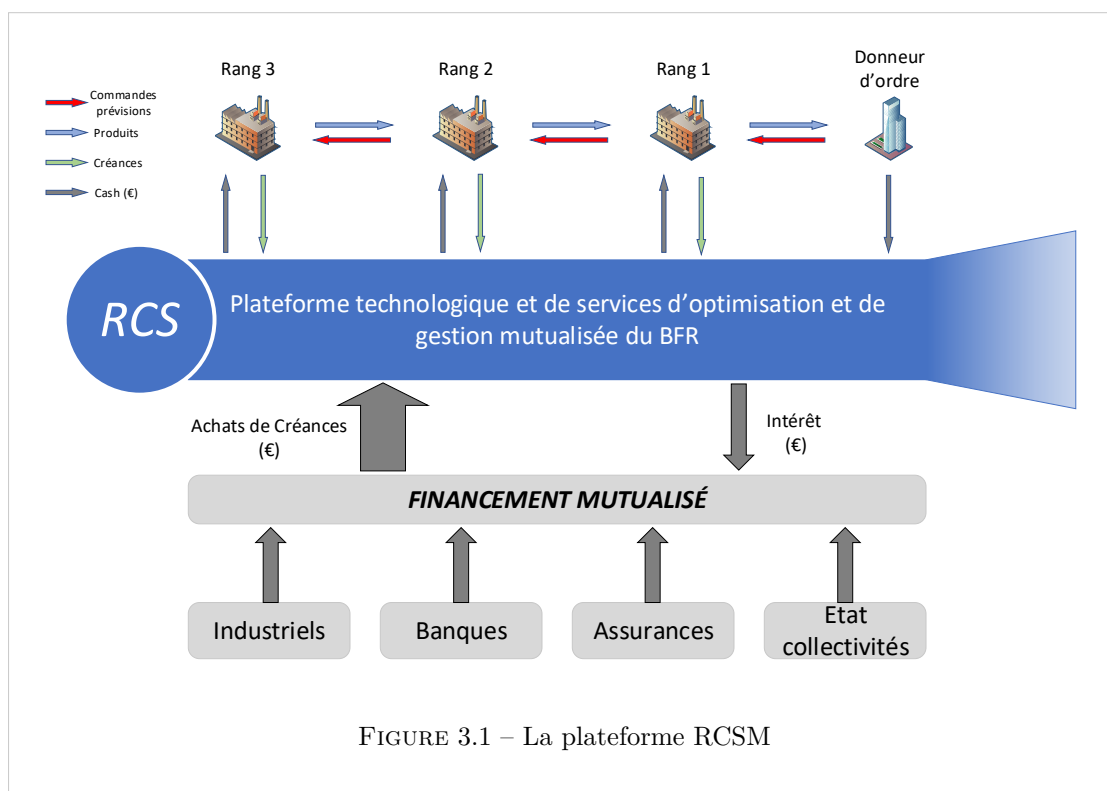 Rang 3
Rang 2
Rang 1
Donneur
d’ordre
Commandes
prévisions
Produits
Créances
Cash (€)
RCS
Plateforme technologique et de services d’optimisation et de
gestion mutualisée du BFR
Achats de Créances
(€)
Intérêt
(€)
FINANCEMENT MUTUALISÉ
Industriels
Banques
Assurances
Etat
collectivités
FIGURE 3.1 – La plateforme RCSM